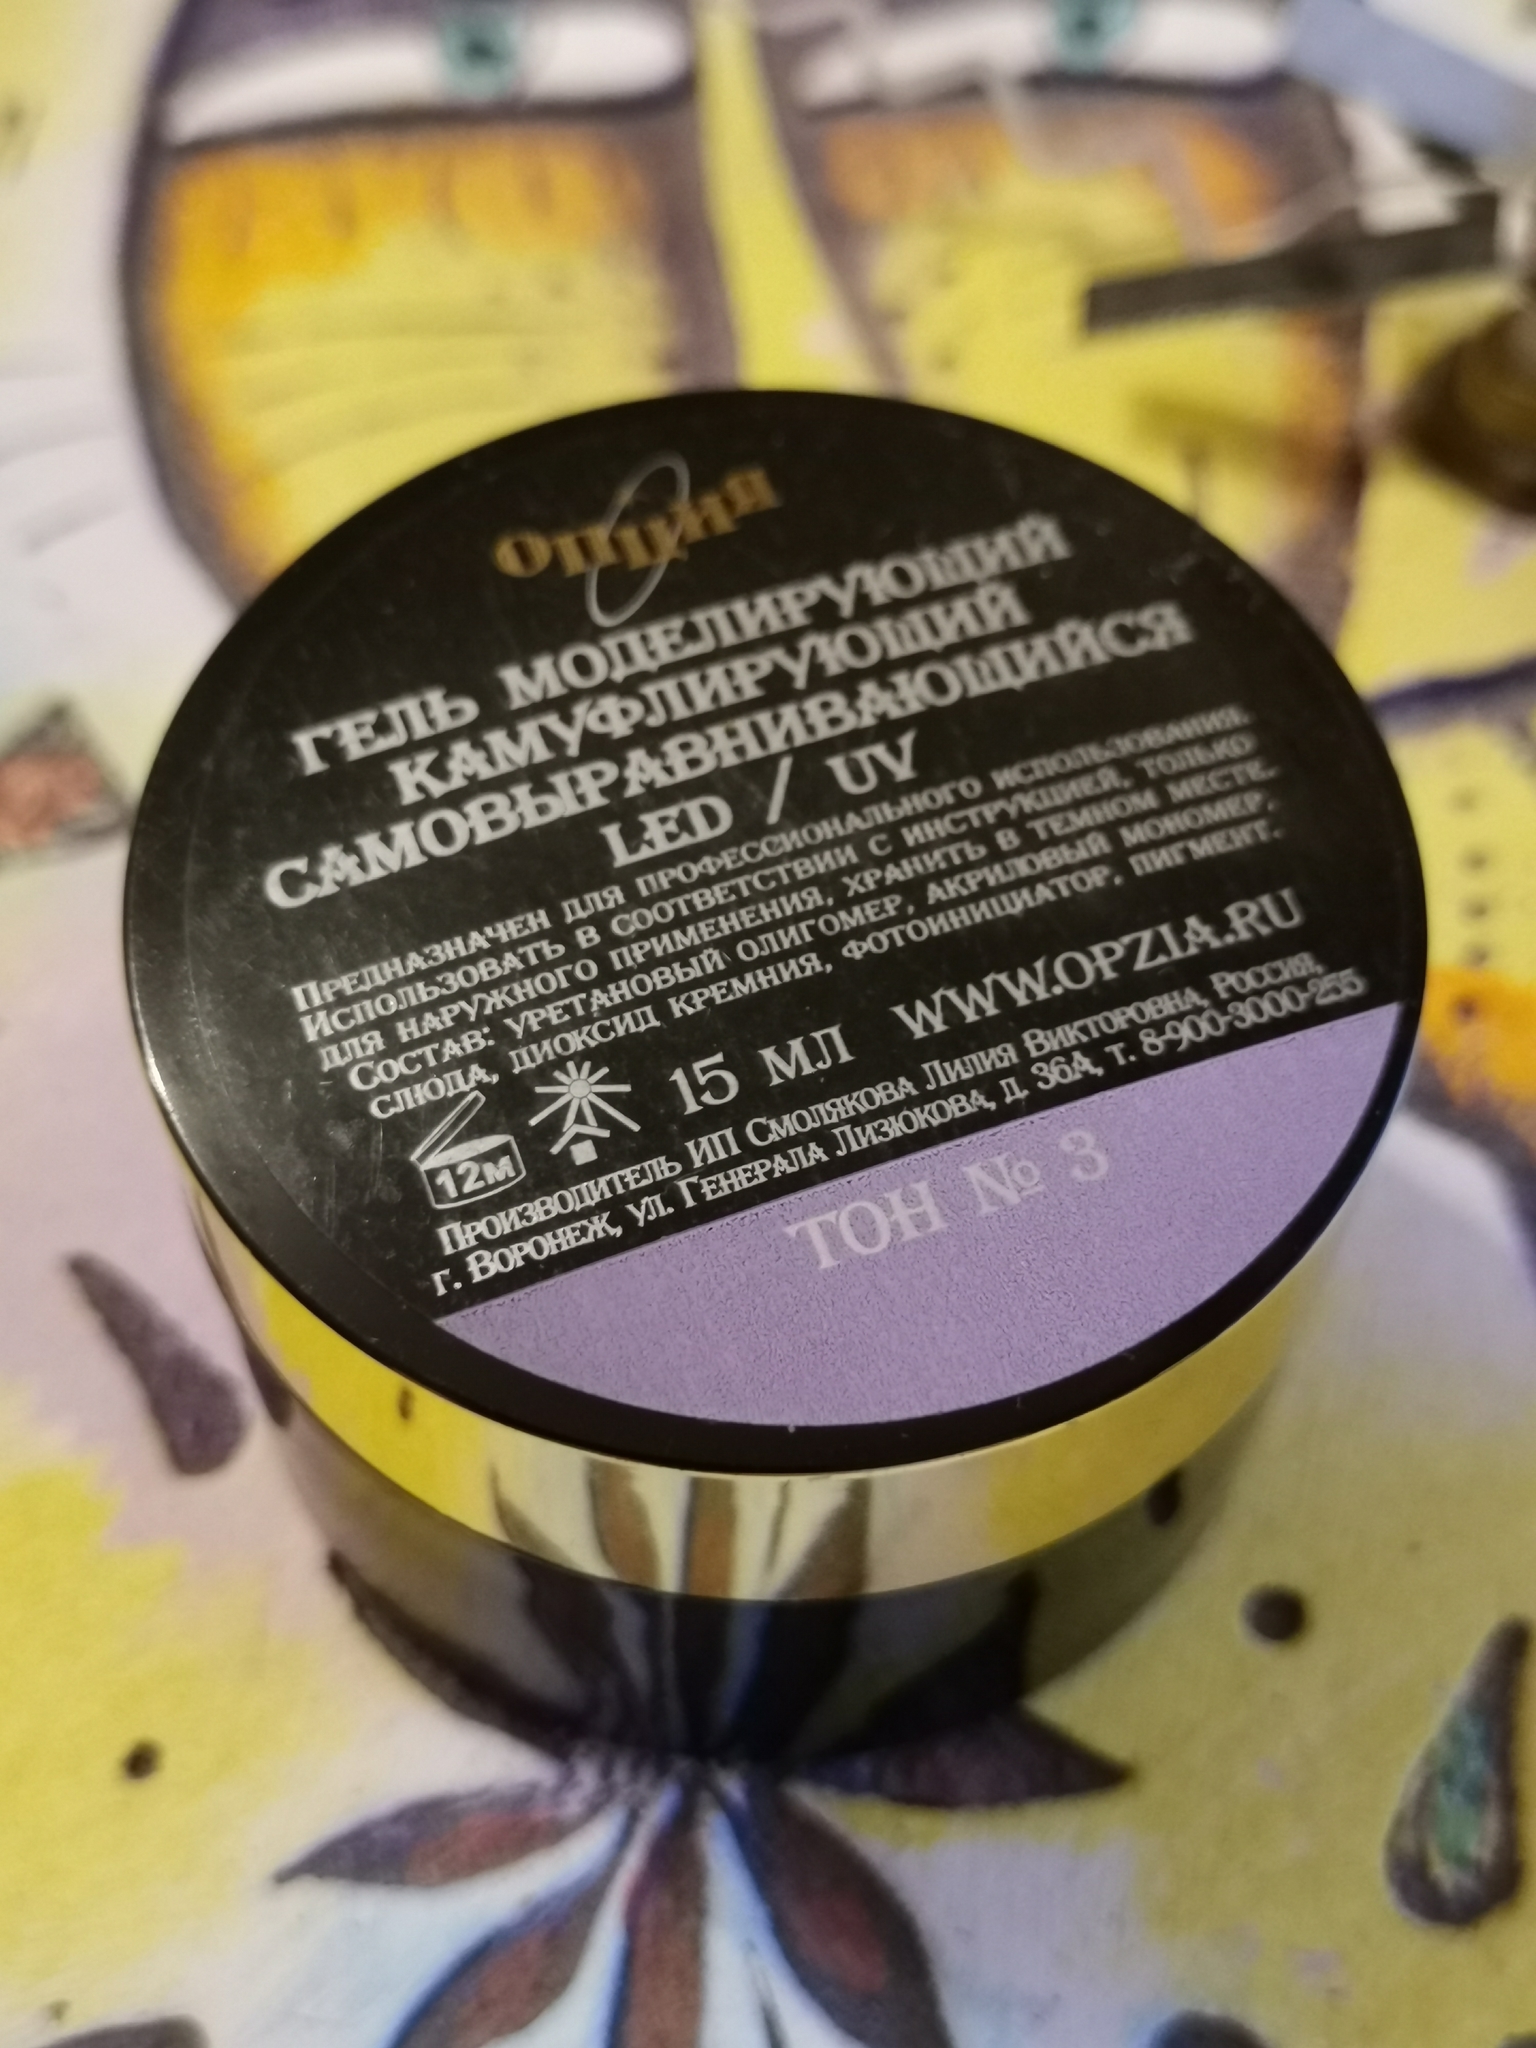 опция
ГЕЛЬ МОДЕЛИРУЮЩИЙ
КАМУФЛИРУЮЩИЙ
САМОВЫРАВНИВАЮЩИЙСЯ
LED / UV
ПРЕДНАЗНАЧЕН ДЛЯ ПРОФЕССИОНАЛЬНОГО ИСПОЛЬЗОВАНИЯ.
ИСПОЛЬЗОВАТЬ В СООТВЕТСТВИИ С ИНСТРУКЦИЕЙ, ТОЛЬКО
ДЛЯ НАРУЖНОГО ПРИМЕНЕНИЯ, ХРАНИТЬ В ТЕМНОМ МЕСТЕ.
СОСТАВ: УРЕТАНОВЫЙ ОЛИГОМЕР, АКРИЛОВЫЙ МОНОМЕР,
СЛЮДА, ДИОКСИД КРЕМНИЯ, ФОТОИНИЦИАТОР, ПИГМЕНТ.
12М 15 МЛ WWW.OPZIA.RU
ПРОИЗВОДИТЕЛЬ ИП СМОЛЯКОВА ЛИЛИЯ ВИКТОРОВНА, РОССИЯ,
Г. ВОРОНЕЖ, УЛ. ГЕНЕРАЛА ЛИЗЮКОВА, Д. 36А, Т. 8-900-3000-255
ТОН № 3